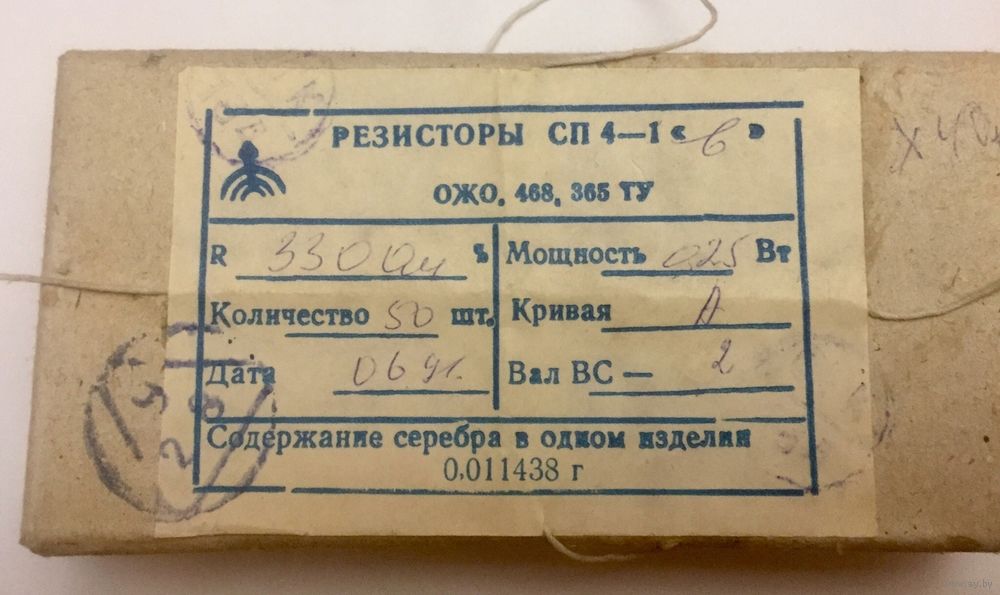 РЕЗИСТОРЫ СП 4—1 «в»
ОЖО. 468, 365 ТУ
R 330 Ом %
Мощность 0,25 Вт
Количество 50 шт.
Кривая А
Дата 06.91.
Вал ВС — 2
Содержание серебра в одном изделии
0,011438 г